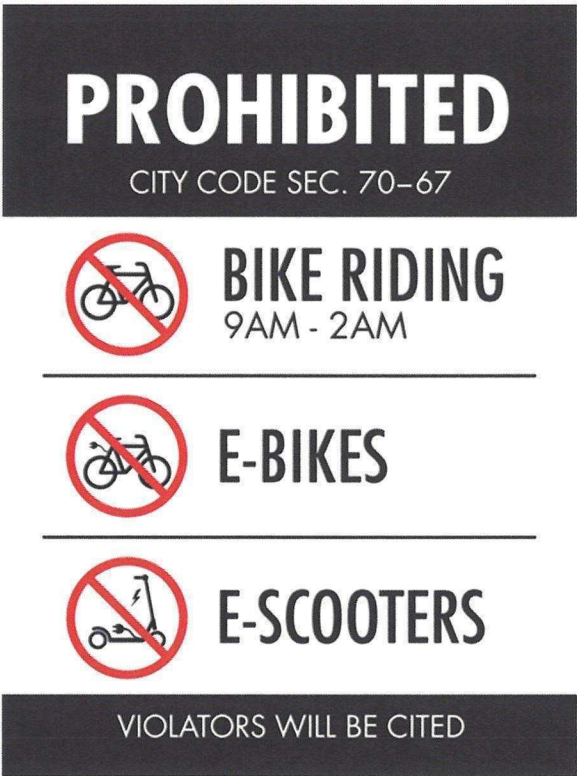 PROHIBITED
CITY CODE SEC. 70–67
BIKE RIDING
9AM - 2AM
E-BIKES
E-SCOOTERS
VIOLATORS WILL BE CITED